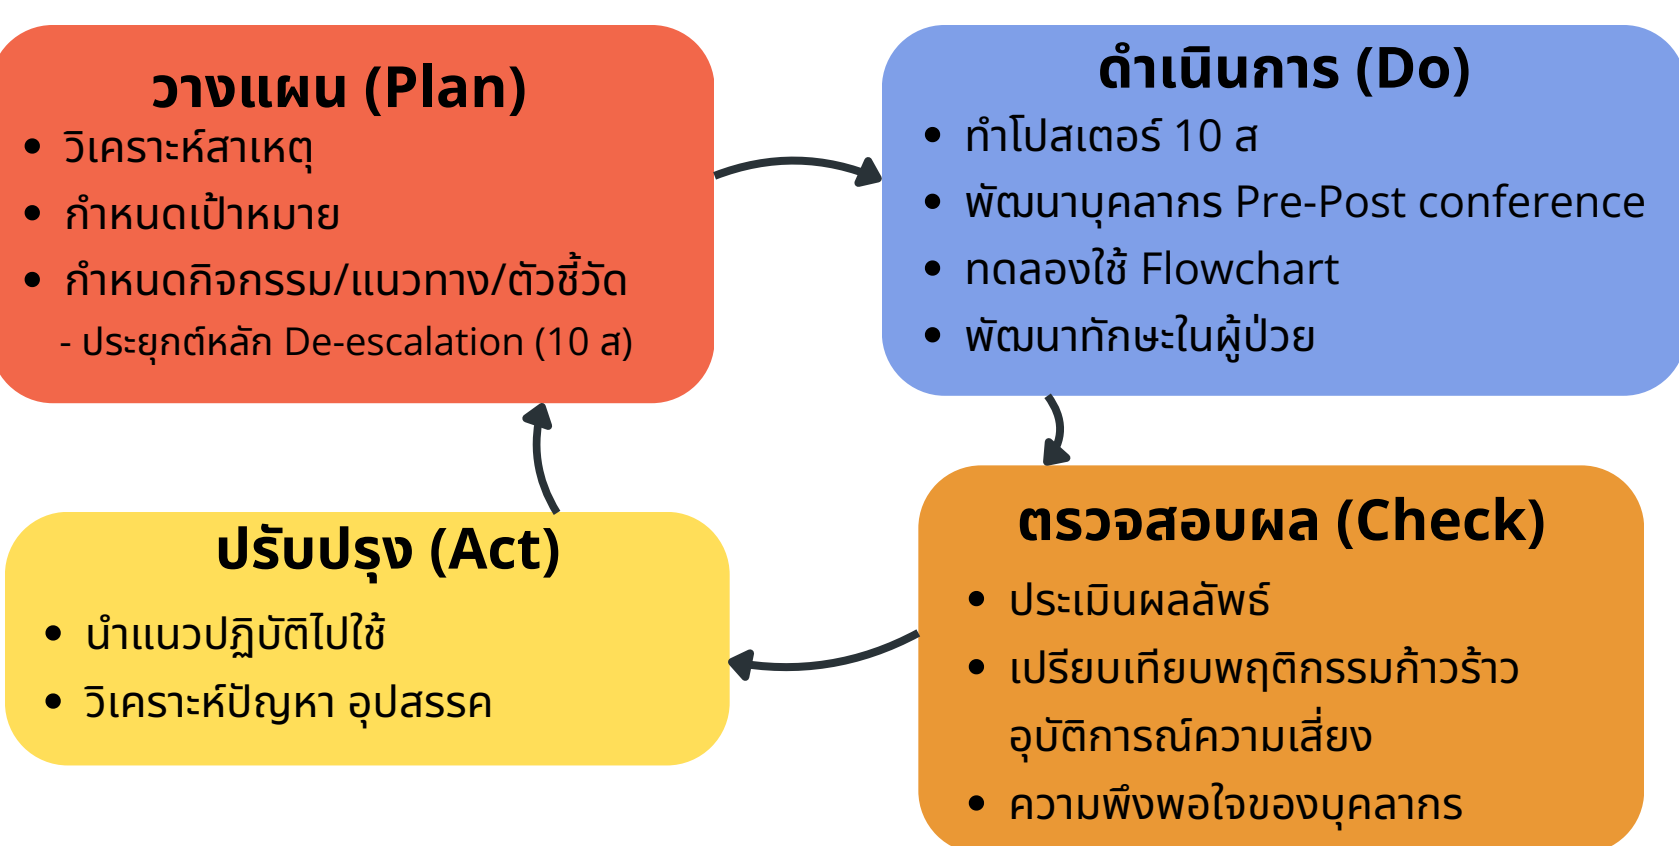 วางแผน (Plan)
• วิเคราะห์สาเหตุ
• กำหนดเป้าหมาย
• กำหนดกิจกรรม/แนวทาง/ตัวชี้วัด
- ประยุกต์หลัก De-escalation (10 ส)
ดำเนินการ (Do)
• ทำโปสเตอร์ 10 ส
• พัฒนาบุคลากร Pre-Post conference
• ทดลองใช้ Flowchart
• พัฒนาทักษะในผู้ป่วย
ตรวจสอบผล (Check)
• ประเมินผลลัพธ์
• เปรียบเทียบพฤติกรรมก้าวร้าว
อุบัติการณ์ความเสี่ยง
• ความพึงพอใจของบุคลากร
ปรับปรุง (Act)
• นำแนวปฏิบัติไปใช้
• วิเคราะห์ปัญหา อุปสรรค